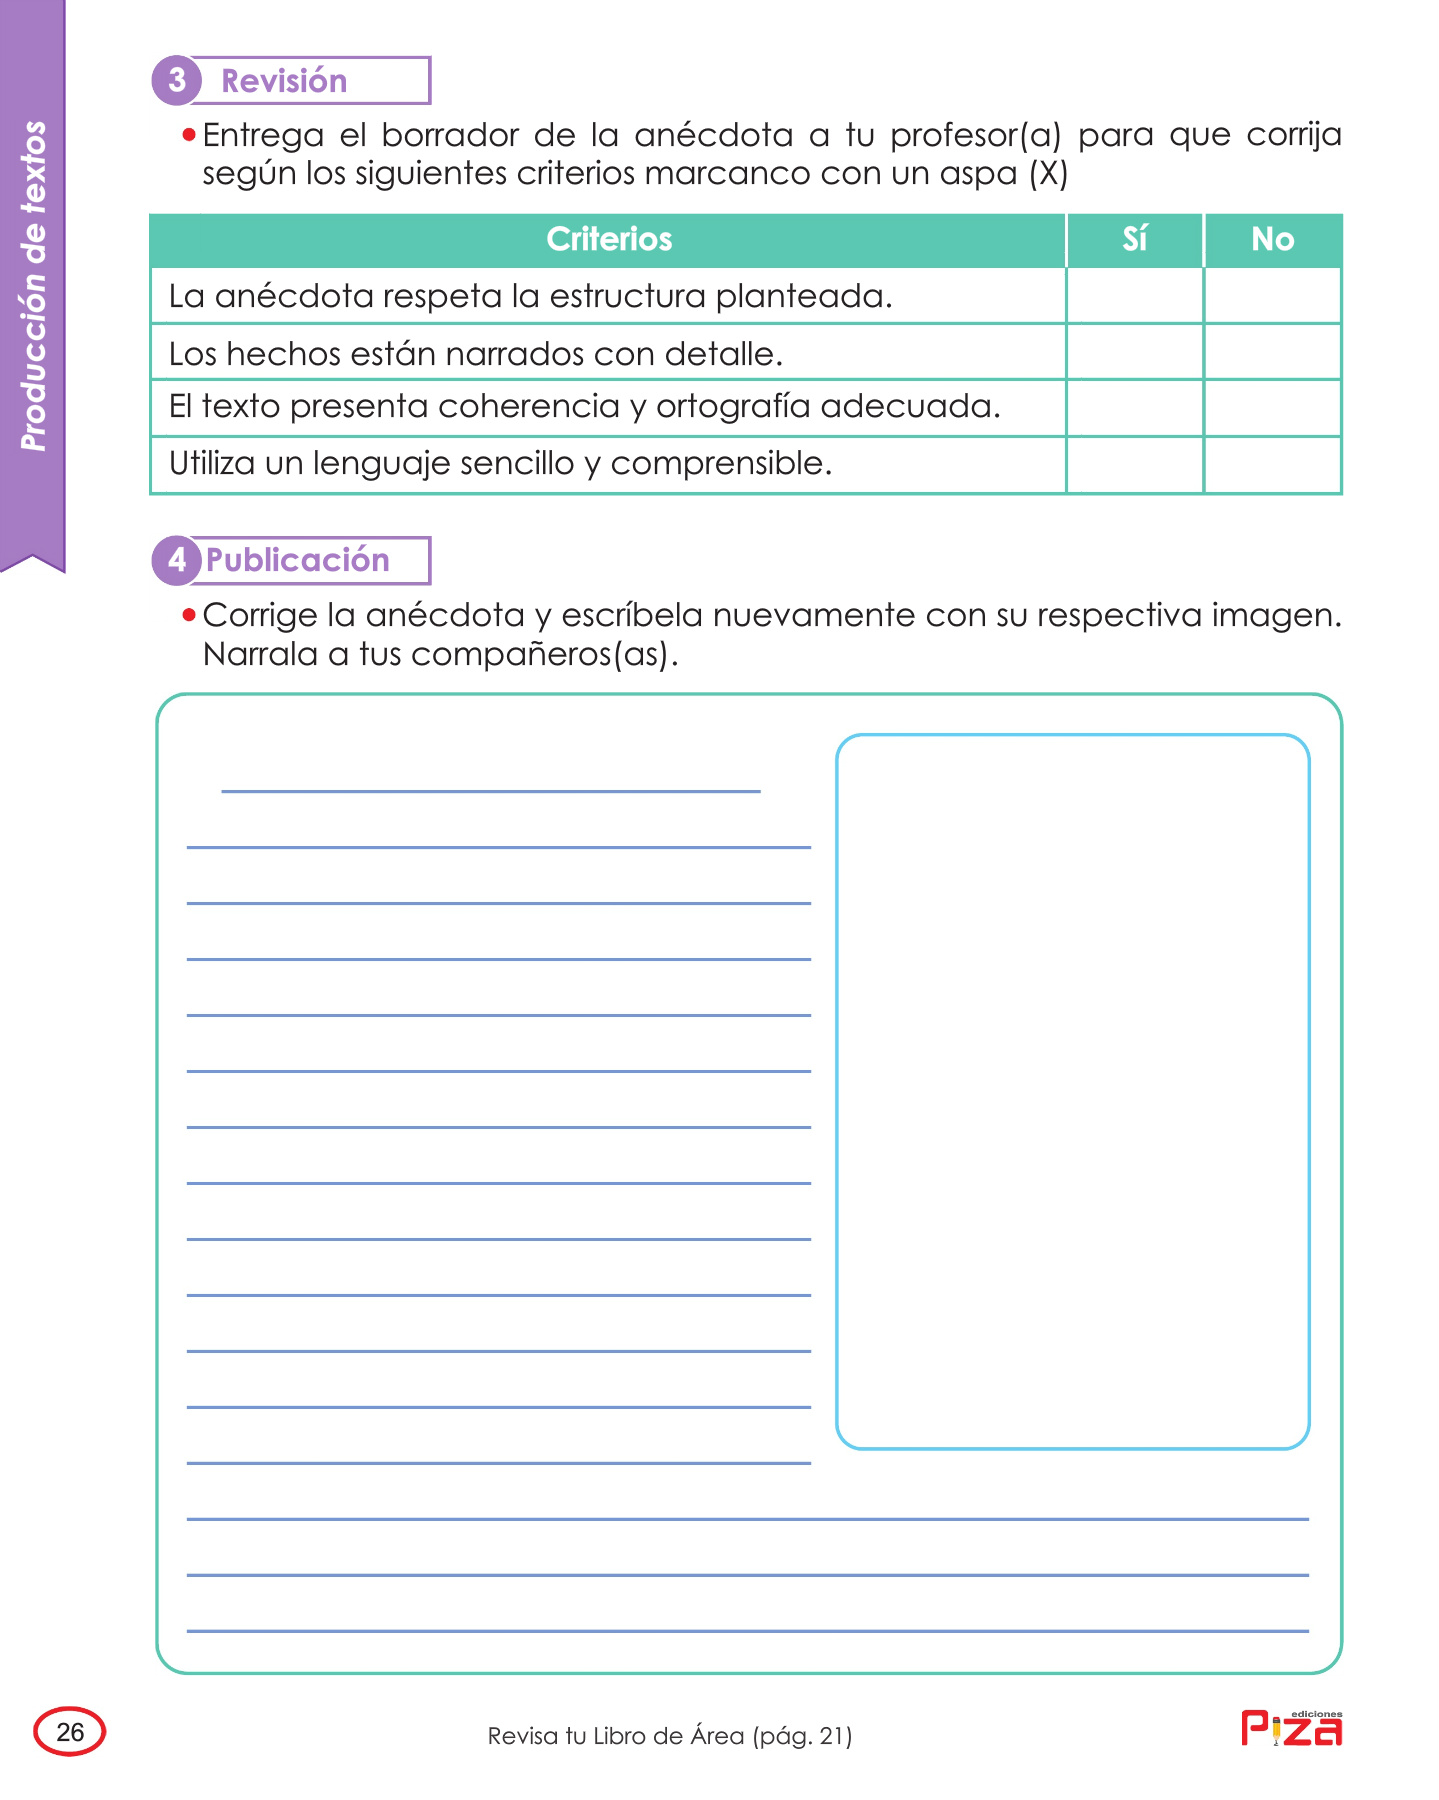 Producción de textos
3 Revisión
Entrega el borrador de la anécdota a tu profesor(a) para que corrija
según los siguientes criterios marcanco con un aspa (X)
Criterios Sí No
La anécdota respeta la estructura planteada.
Los hechos están narrados con detalle.
El texto presenta coherencia y ortografía adecuada.
Utiliza un lenguaje sencillo y comprensible.
4 Publicación
Corrige la anécdota y escríbela nuevamente con su respectiva imagen.
Narrala a tus compañeros(as).
26
Revisa tu Libro de Área (pág. 21)
ediciones
Piza